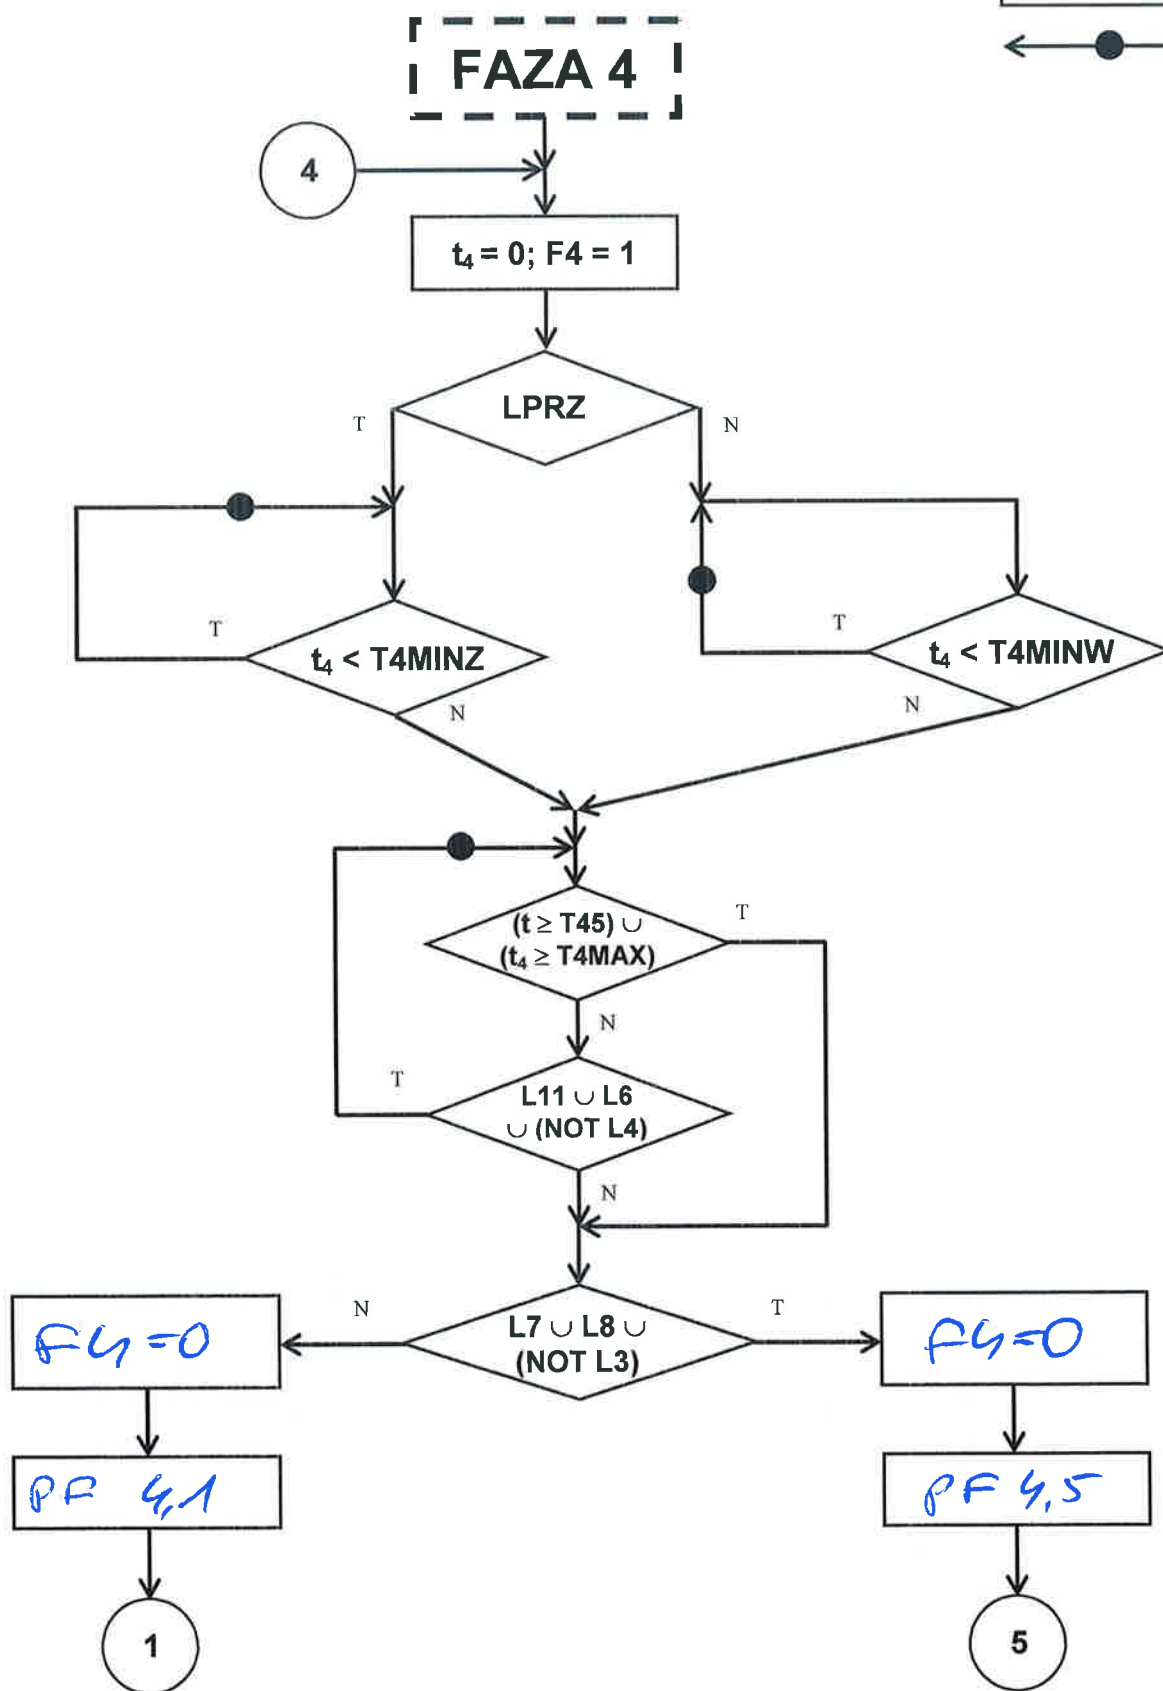 FAZA 4
4
t₄ = 0; F4 = 1
LPRZ
T
N
T
t₄ < T4MINZ
N
T
t₄ < T4MINW
N
(t ≥ T45) ∪
(t₄ ≥ T4MAX)
T
N
T
L11 ∪ L6
∪ (NOT L4)
N
N
L7 ∪ L8 ∪
(NOT L3)
T
F4=0
F4=0
PF 4,1
PF 4,5
1
5